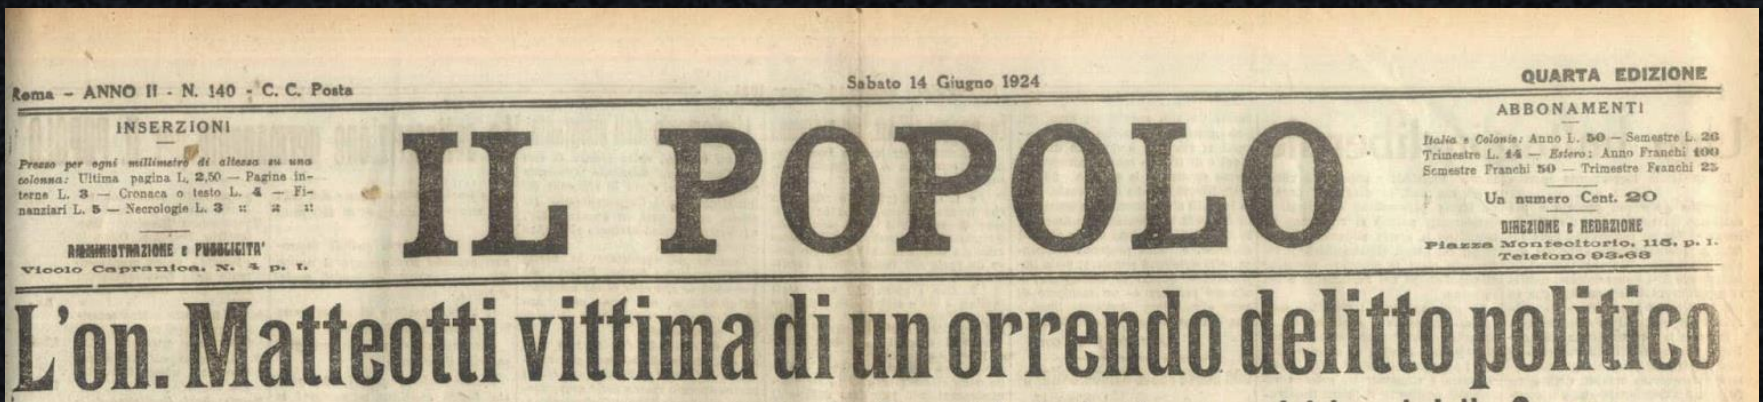 Roma - ANNO II - N. 140 - C. C. Posta
Sabato 14 Giugno 1924
QUARTA EDIZIONE
INSERZIONI
Prezzo per ogni millimetro di altezza su una
colonna: Ultima pagina L. 2,50 — Pagine in-
terne L. 3 — Cronaca o testo L. 4 — Fi-
nanziari L. 5 — Necrologie L. 3 :: :: ::
AMMINISTRAZIONE e PUBBLICITA'
Vicolo Capranica, N. 4 p. I.
IL POPOLO
ABBONAMENTI
Italia e Colonie: Anno L. 50 — Semestre L. 26
Trimestre L. 14 — Estero: Anno Franchi 100
Semestre Franchi 50 — Trimestre Franchi 25
Un numero Cent. 20
DIREZIONE e REDAZIONE
Piazza Montecitorio, 115, p. 1.
Telefono 93-63
L'on. Matteotti vittima di un orrendo delitto politico